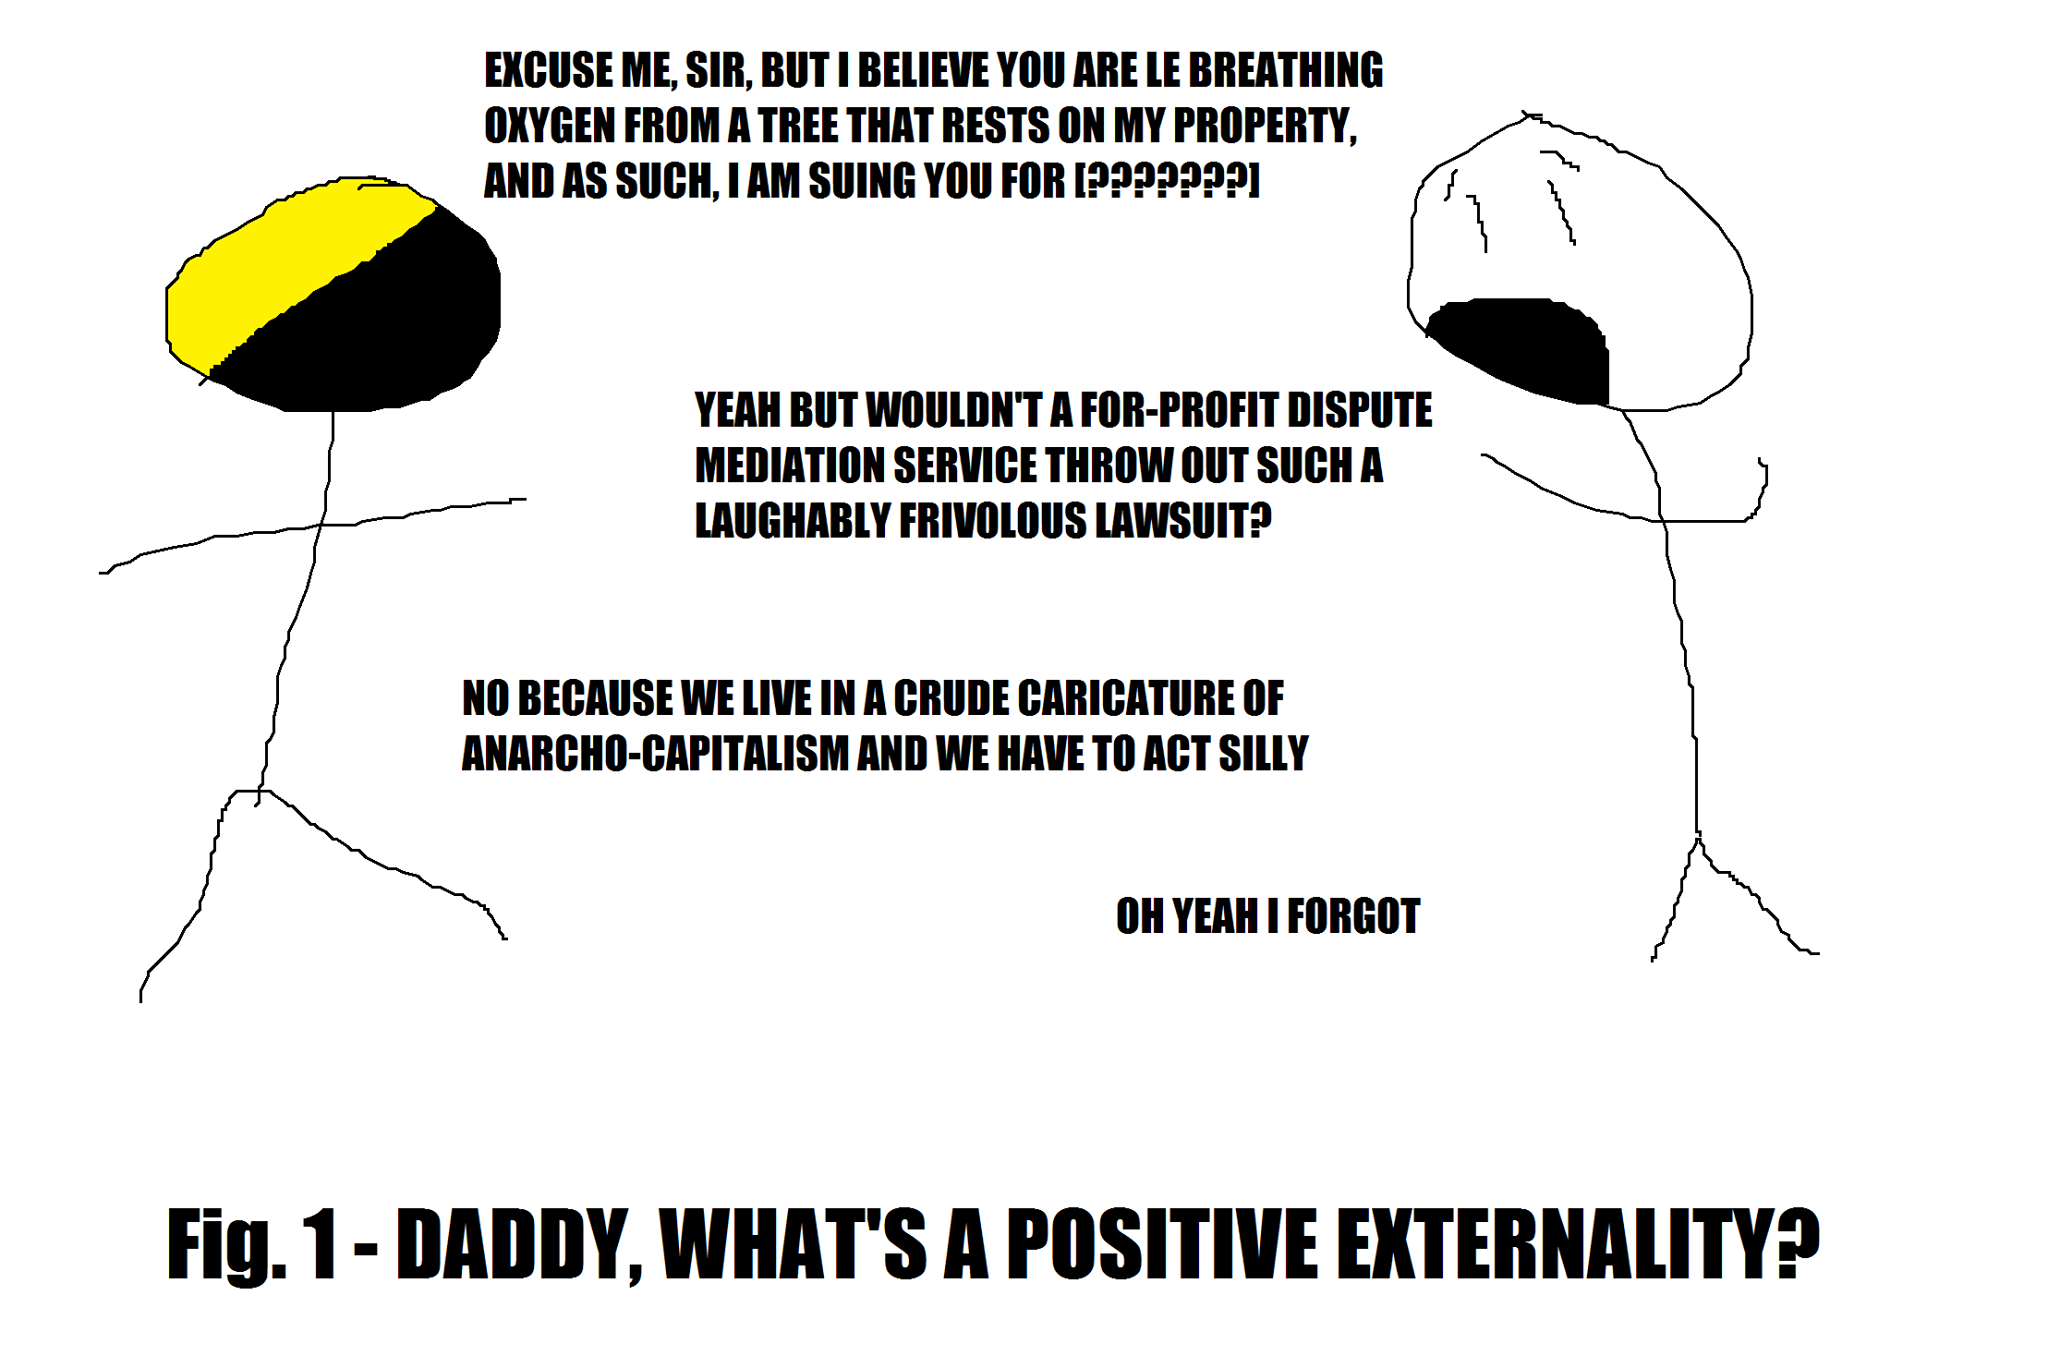 EXCUSE ME, SIR, BUT I BELIEVE YOU ARE LE BREATHING
OXYGEN FROM A TREE THAT RESTS ON MY PROPERTY,
AND AS SUCH, I AM SUING YOU FOR [???????]
YEAH BUT WOULDN'T A FOR-PROFIT DISPUTE
MEDIATION SERVICE THROW OUT SUCH A
LAUGHABLY FRIVOLOUS LAWSUIT?
NO BECAUSE WE LIVE IN A CRUDE CARICATURE OF
ANARCHO-CAPITALISM AND WE HAVE TO ACT SILLY
OH YEAH I FORGOT
Fig. 1 - DADDY, WHAT'S A POSITIVE EXTERNALITY?